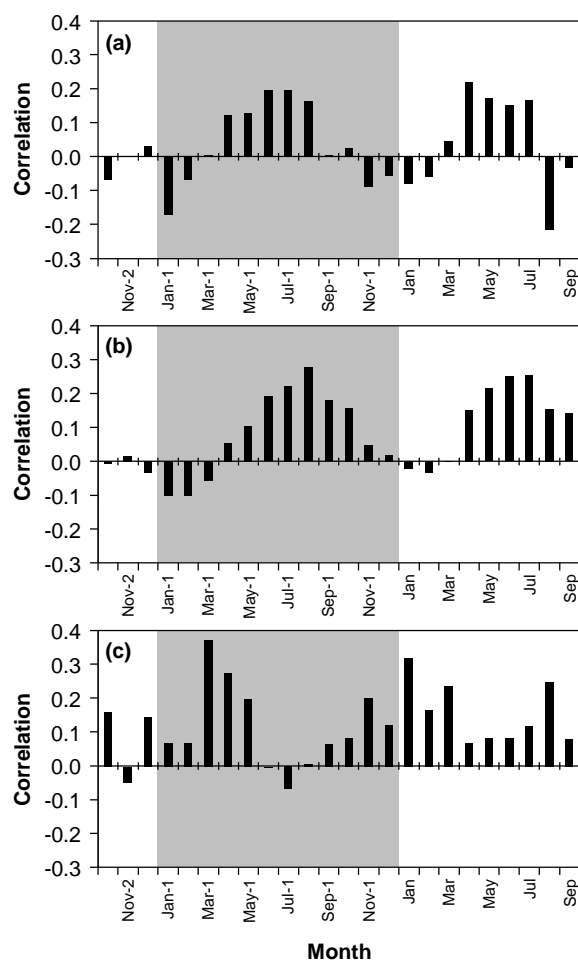 (a)
Correlation
0.4
0.3
0.2
0.1
0.0
-0.1
-0.2
-0.3
Nov-2
Jan-1
Mar-1
May-1
Jul-1
Sep-1
Nov-1
Jan
Mar
May
Jul
Sep
(b)
Correlation
0.4
0.3
0.2
0.1
0.0
-0.1
-0.2
-0.3
Nov-2
Jan-1
Mar-1
May-1
Jul-1
Sep-1
Nov-1
Jan
Mar
May
Jul
Sep
(c)
Correlation
0.4
0.3
0.2
0.1
0.0
-0.1
-0.2
-0.3
Nov-2
Jan-1
Mar-1
May-1
Jul-1
Sep-1
Nov-1
Jan
Mar
May
Jul
Sep
Month